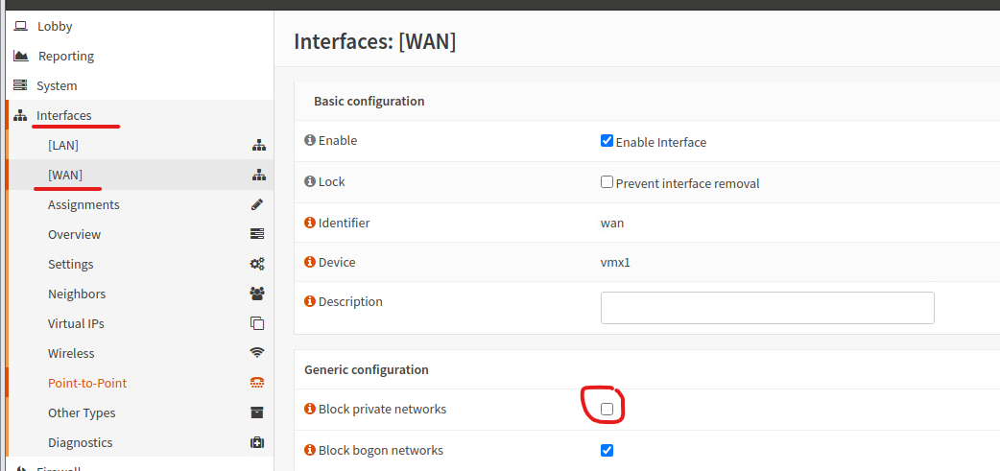 Lobby
Reporting
System
Interfaces
[LAN]
[WAN]
Assignments
Overview
Settings
Neighbors
Virtual IPs
Wireless
Point-to-Point
Other Types
Diagnostics
Firewall
Interfaces: [WAN]
Basic configuration
Enable Enable Interface
Lock Prevent interface removal
Identifier wan
Device vmx1
Description
Generic configuration
Block private networks
Block bogon networks